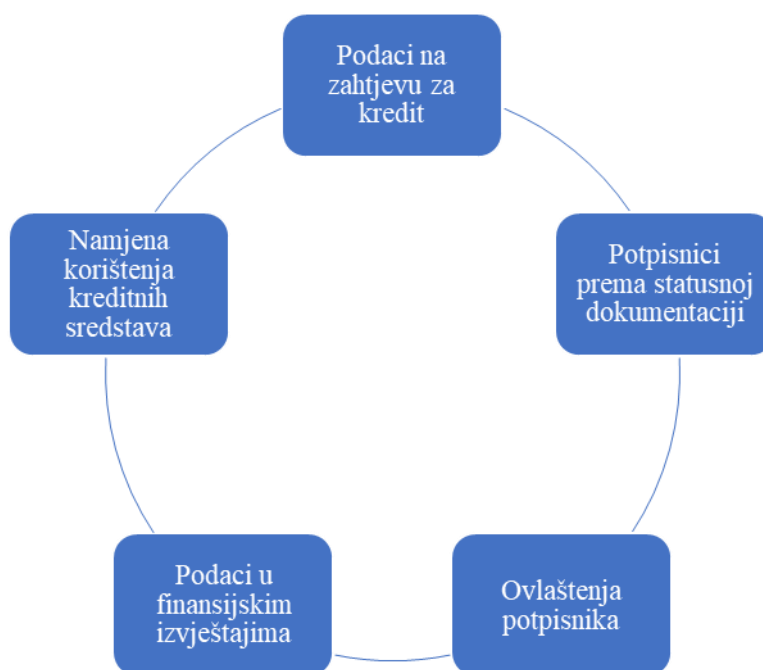 Podaci na
zahtjevu za
kredit
Potpisnici
prema statusnoj
dokumentaciji
Ovlaštenja
potpisnika
Podaci u
finansijskim
izvještajima
Namjena
korištenja
kreditnih
sredstava